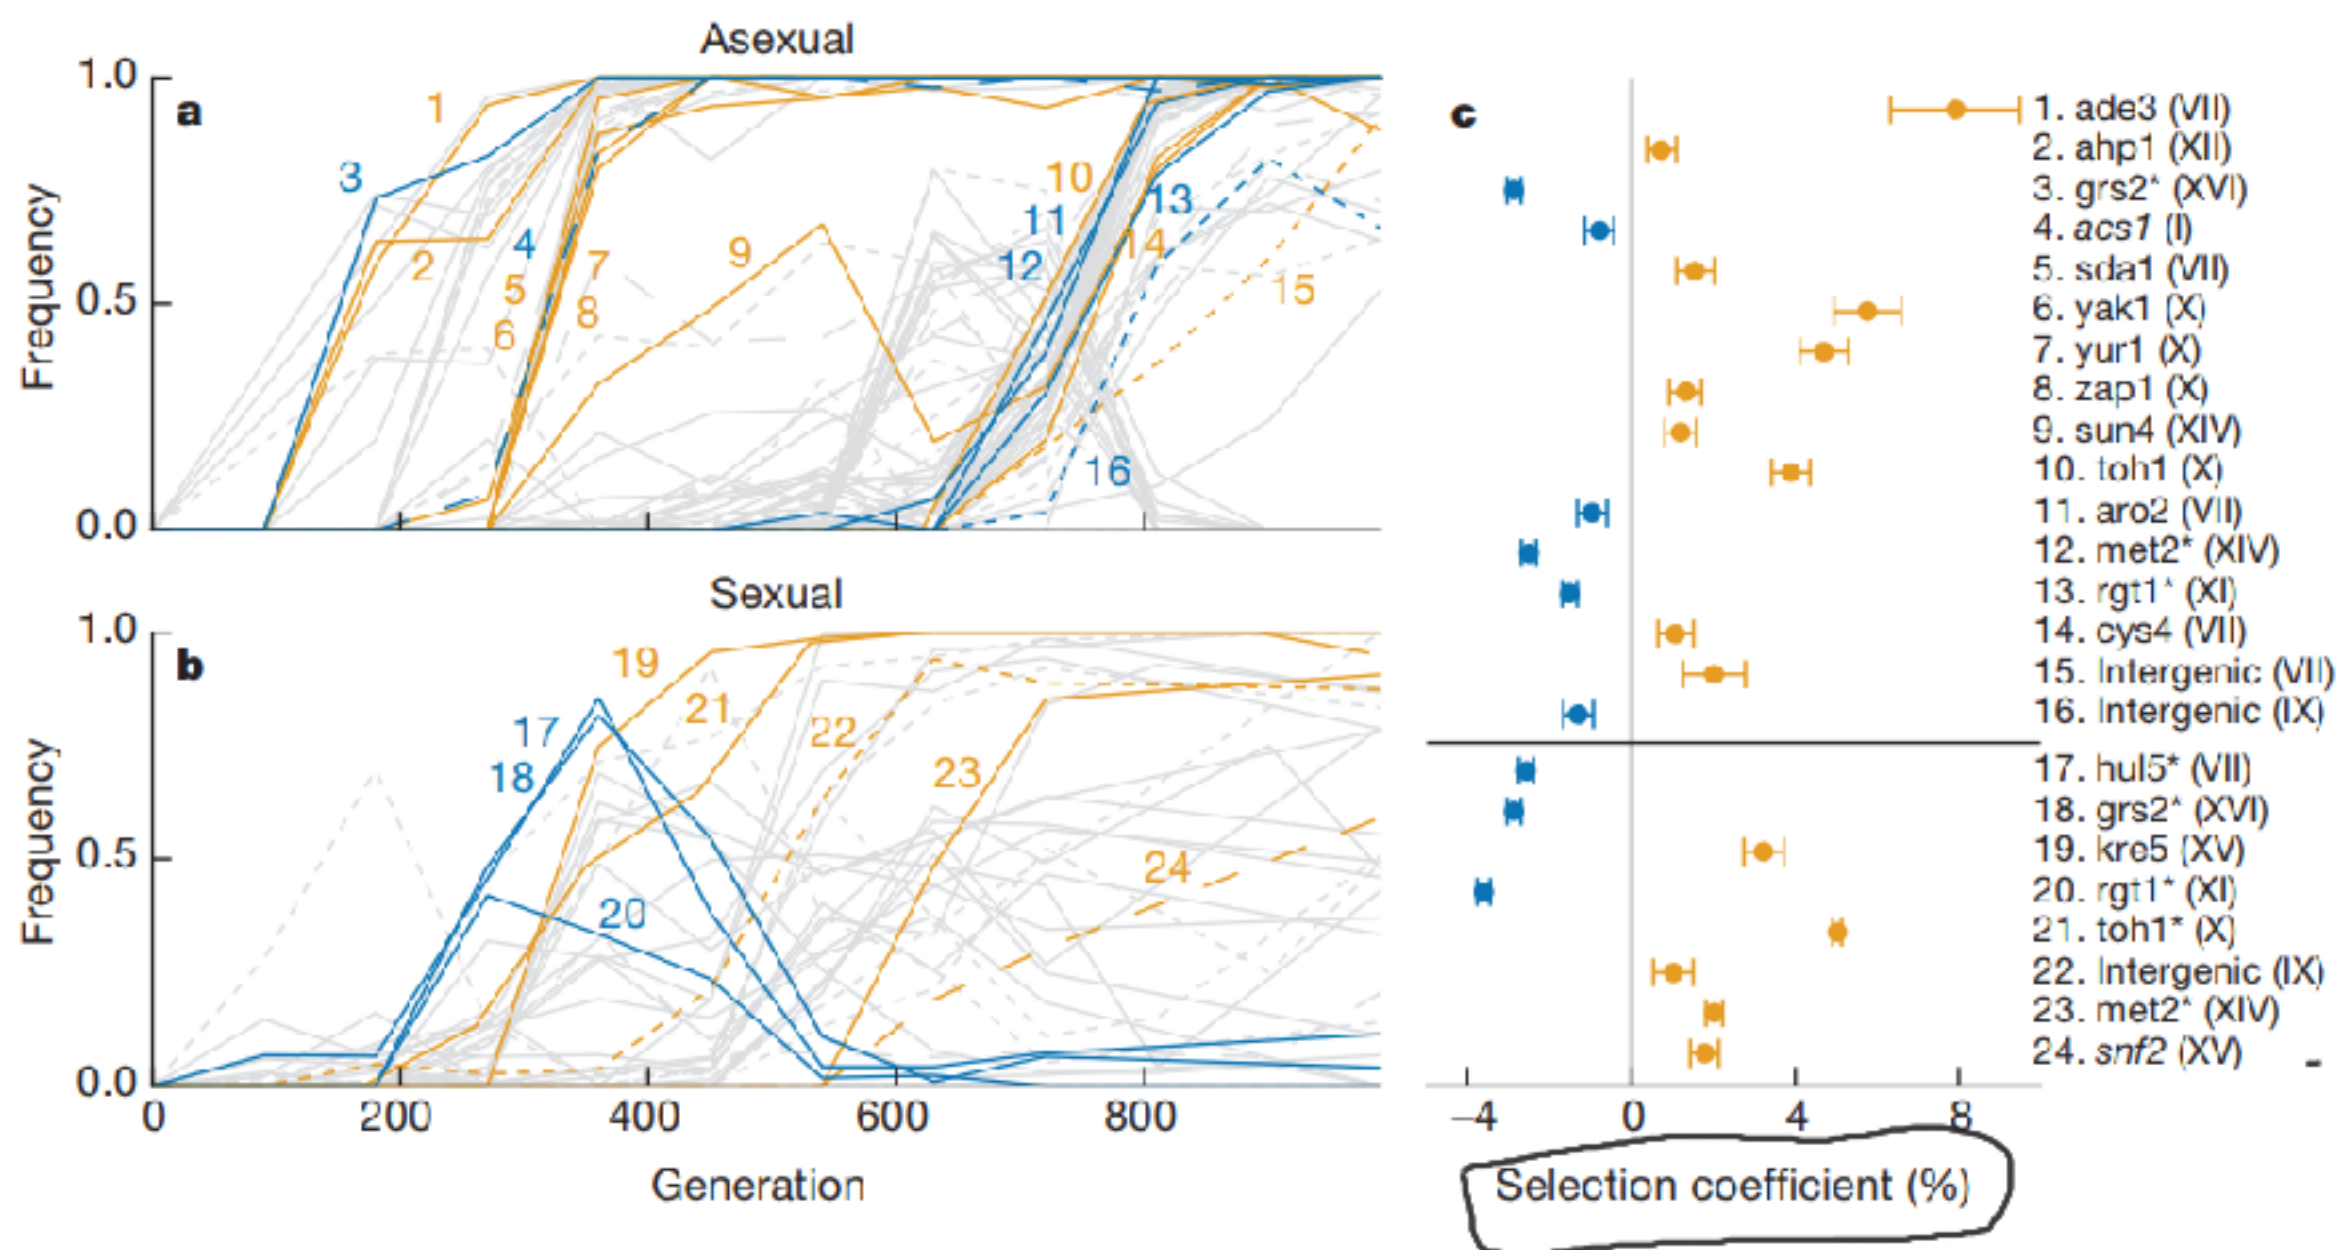 Asexual
a
Frequency
1.0
0.5
0.0
1
2
3
4
5
6
7
8
9
10
11
12
13
14
15
16
Sexual
b
Frequency
1.0
0.5
0.0
17
18
19
20
21
22
23
24
0 200 400 600 800
Generation
c
1. ade3 (VII)
2. ahp1 (XII)
3. grs2* (XVI)
4. acs1 (I)
5. sda1 (VII)
6. yak1 (X)
7. yur1 (X)
8. zap1 (X)
9. sun4 (XIV)
10. toh1 (X)
11. aro2 (VII)
12. met2* (XIV)
13. rgt1* (XI)
14. cys4 (VII)
15. Intergenic (VII)
16. Intergenic (IX)
17. hul5* (VII)
18. grs2* (XVI)
19. kre5 (XV)
20. rgt1* (XI)
21. toh1* (X)
22. Intergenic (IX)
23. met2* (XIV)
24. snf2 (XV)
–4 0 4 8
Selection coefficient (%)